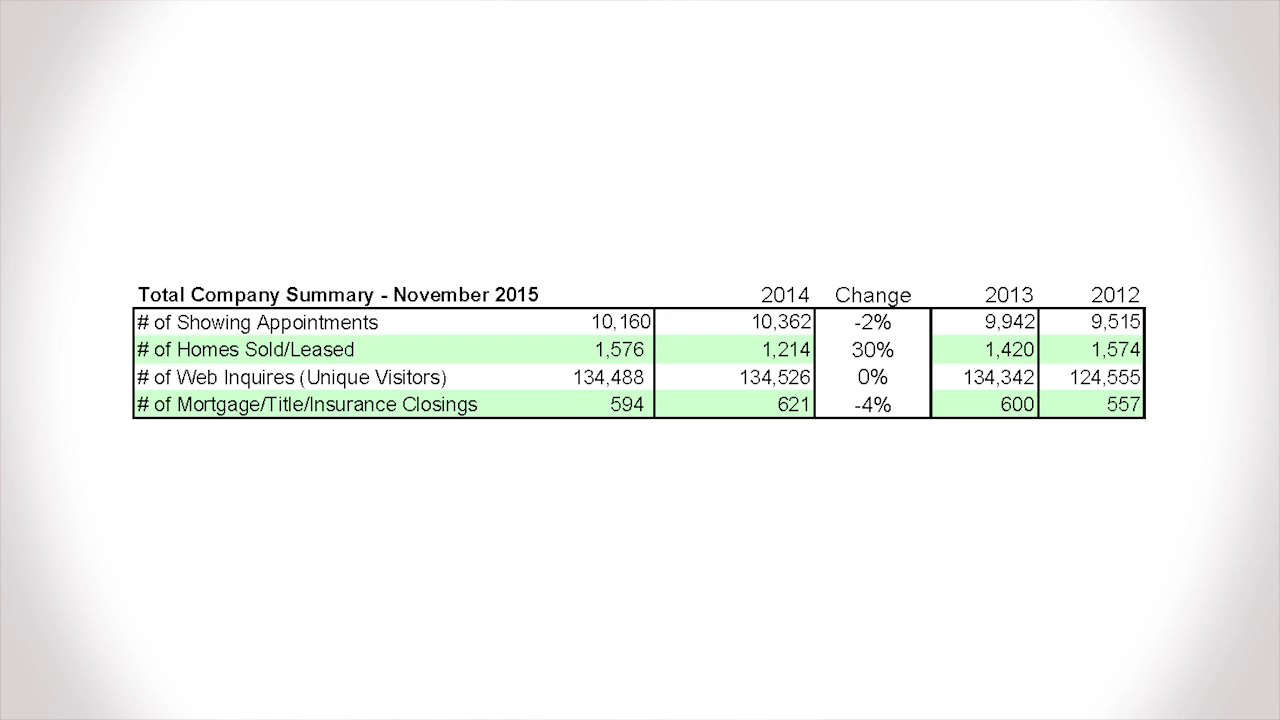 Total Company Summary - November 2015 2014 Change 2013 2012
# of Showing Appointments 10,160 10,362 -2% 9,942 9,515
# of Homes Sold/Leased 1,576 1,214 30% 1,420 1,574
# of Web Inquires (Unique Visitors) 134,488 134,526 0% 134,342 124,555
# of Mortgage/Title/Insurance Closings 594 621 -4% 600 557